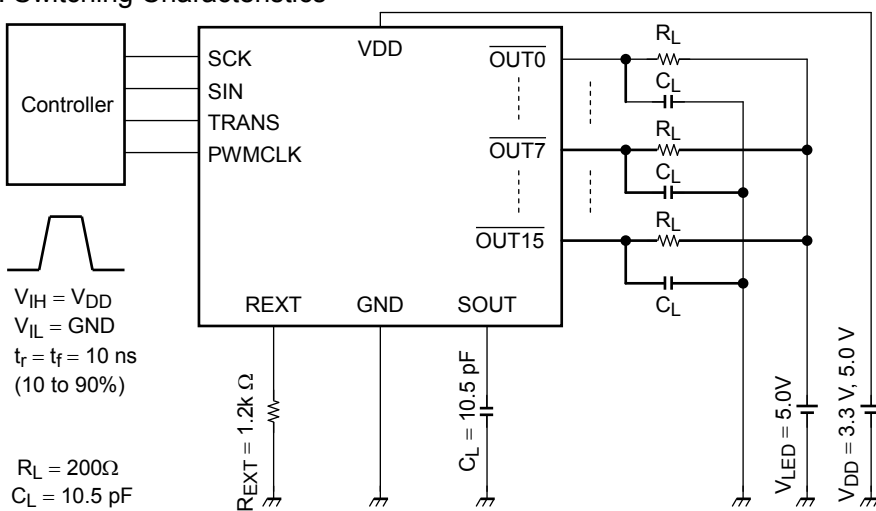 Switching Characteristics
Controller
SCK
SIN
TRANS
PWMCLK
VDD
OUT0
OUT7
OUT15
REXT
GND
SOUT
RL
CL
RL
CL
RL
CL
VIH = VDD
VIL = GND
tr = tf = 10 ns
(10 to 90%)
RL = 200Ω
CL = 10.5 pF
REXT = 1.2k Ω
CL = 10.5 pF
VLED = 5.0V
VDD = 3.3 V, 5.0 V